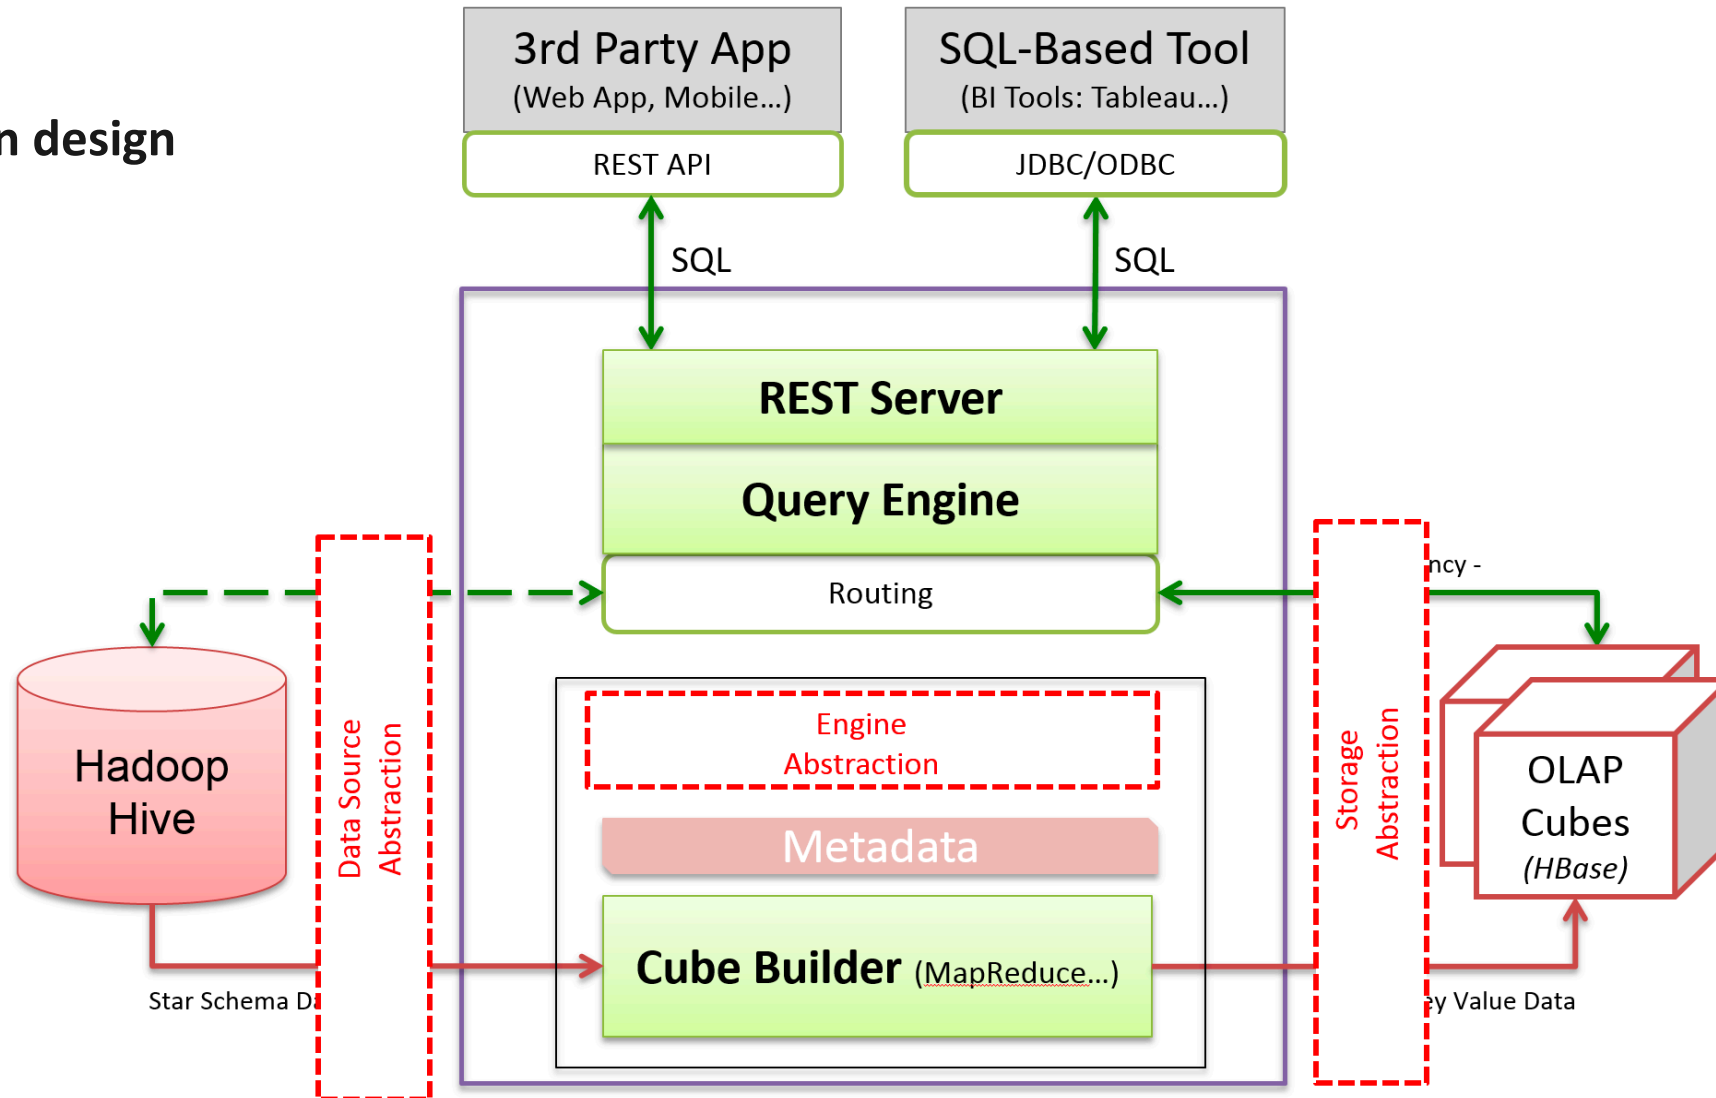 3rd Party App
(Web App, Mobile…)
SQL-Based Tool
(BI Tools: Tableau…)
n design
REST API
JDBC/ODBC
SQL
SQL
REST Server
Query Engine
Routing
ncy -
Hadoop
Hive
Data Source
Abstraction
Engine
Abstraction
Metadata
Cube Builder (MapReduce…)
Storage
Abstraction
OLAP
Cubes
(HBase)
Star Schema Da
ey Value Data